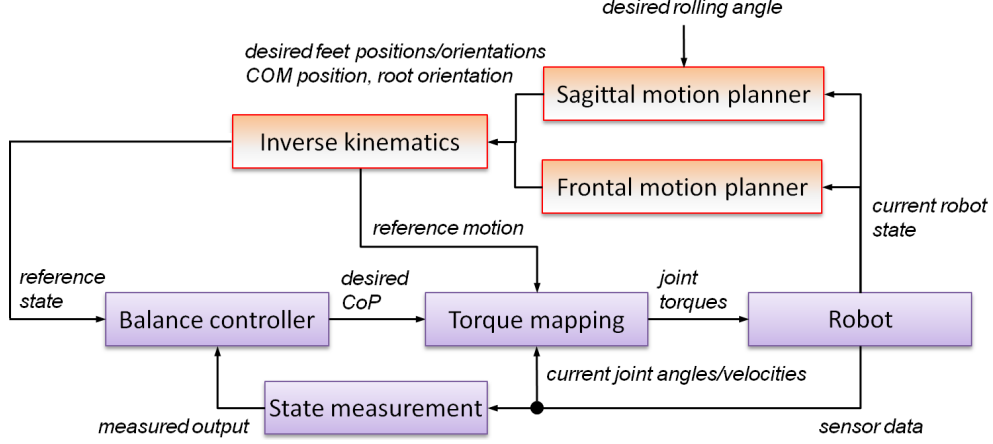 desired rolling angle
desired feet positions/orientations
COM position, root orientation
Sagittal motion planner
Inverse kinematics
Frontal motion planner
current robot
state
reference motion
reference
state
desired
CoP
joint
torques
Balance controller
Torque mapping
Robot
current joint angles/velocities
State measurement
measured output
sensor data